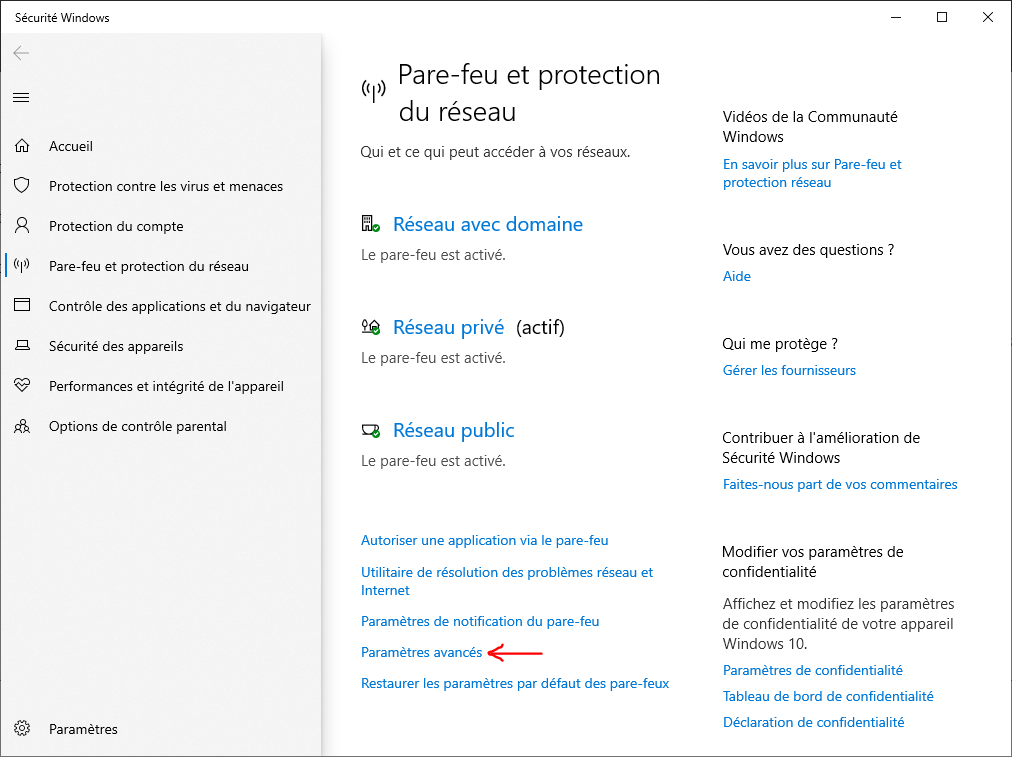 Sécurité Windows
Accueil
Protection contre les virus et menaces
Protection du compte
Pare-feu et protection du réseau
Contrôle des applications et du navigateur
Sécurité des appareils
Performances et intégrité de l'appareil
Options de contrôle parental
Paramètres
Pare-feu et protection
du réseau
Qui et ce qui peut accéder à vos réseaux.
Réseau avec domaine
Le pare-feu est activé.
Réseau privé (actif)
Le pare-feu est activé.
Réseau public
Le pare-feu est activé.
Autoriser une application via le pare-feu
Utilitaire de résolution des problèmes réseau et
Internet
Paramètres de notification du pare-feu
Paramètres avancés
Restaurer les paramètres par défaut des pare-feux
Vidéos de la Communauté
Windows
En savoir plus sur Pare-feu et
protection réseau
Vous avez des questions ?
Aide
Qui me protège ?
Gérer les fournisseurs
Contribuer à l'amélioration de
Sécurité Windows
Faites-nous part de vos commentaires
Modifier vos paramètres de
confidentialité
Affichez et modifiez les paramètres
de confidentialité de votre appareil
Windows 10.
Paramètres de confidentialité
Tableau de bord de confidentialité
Déclaration de confidentialité